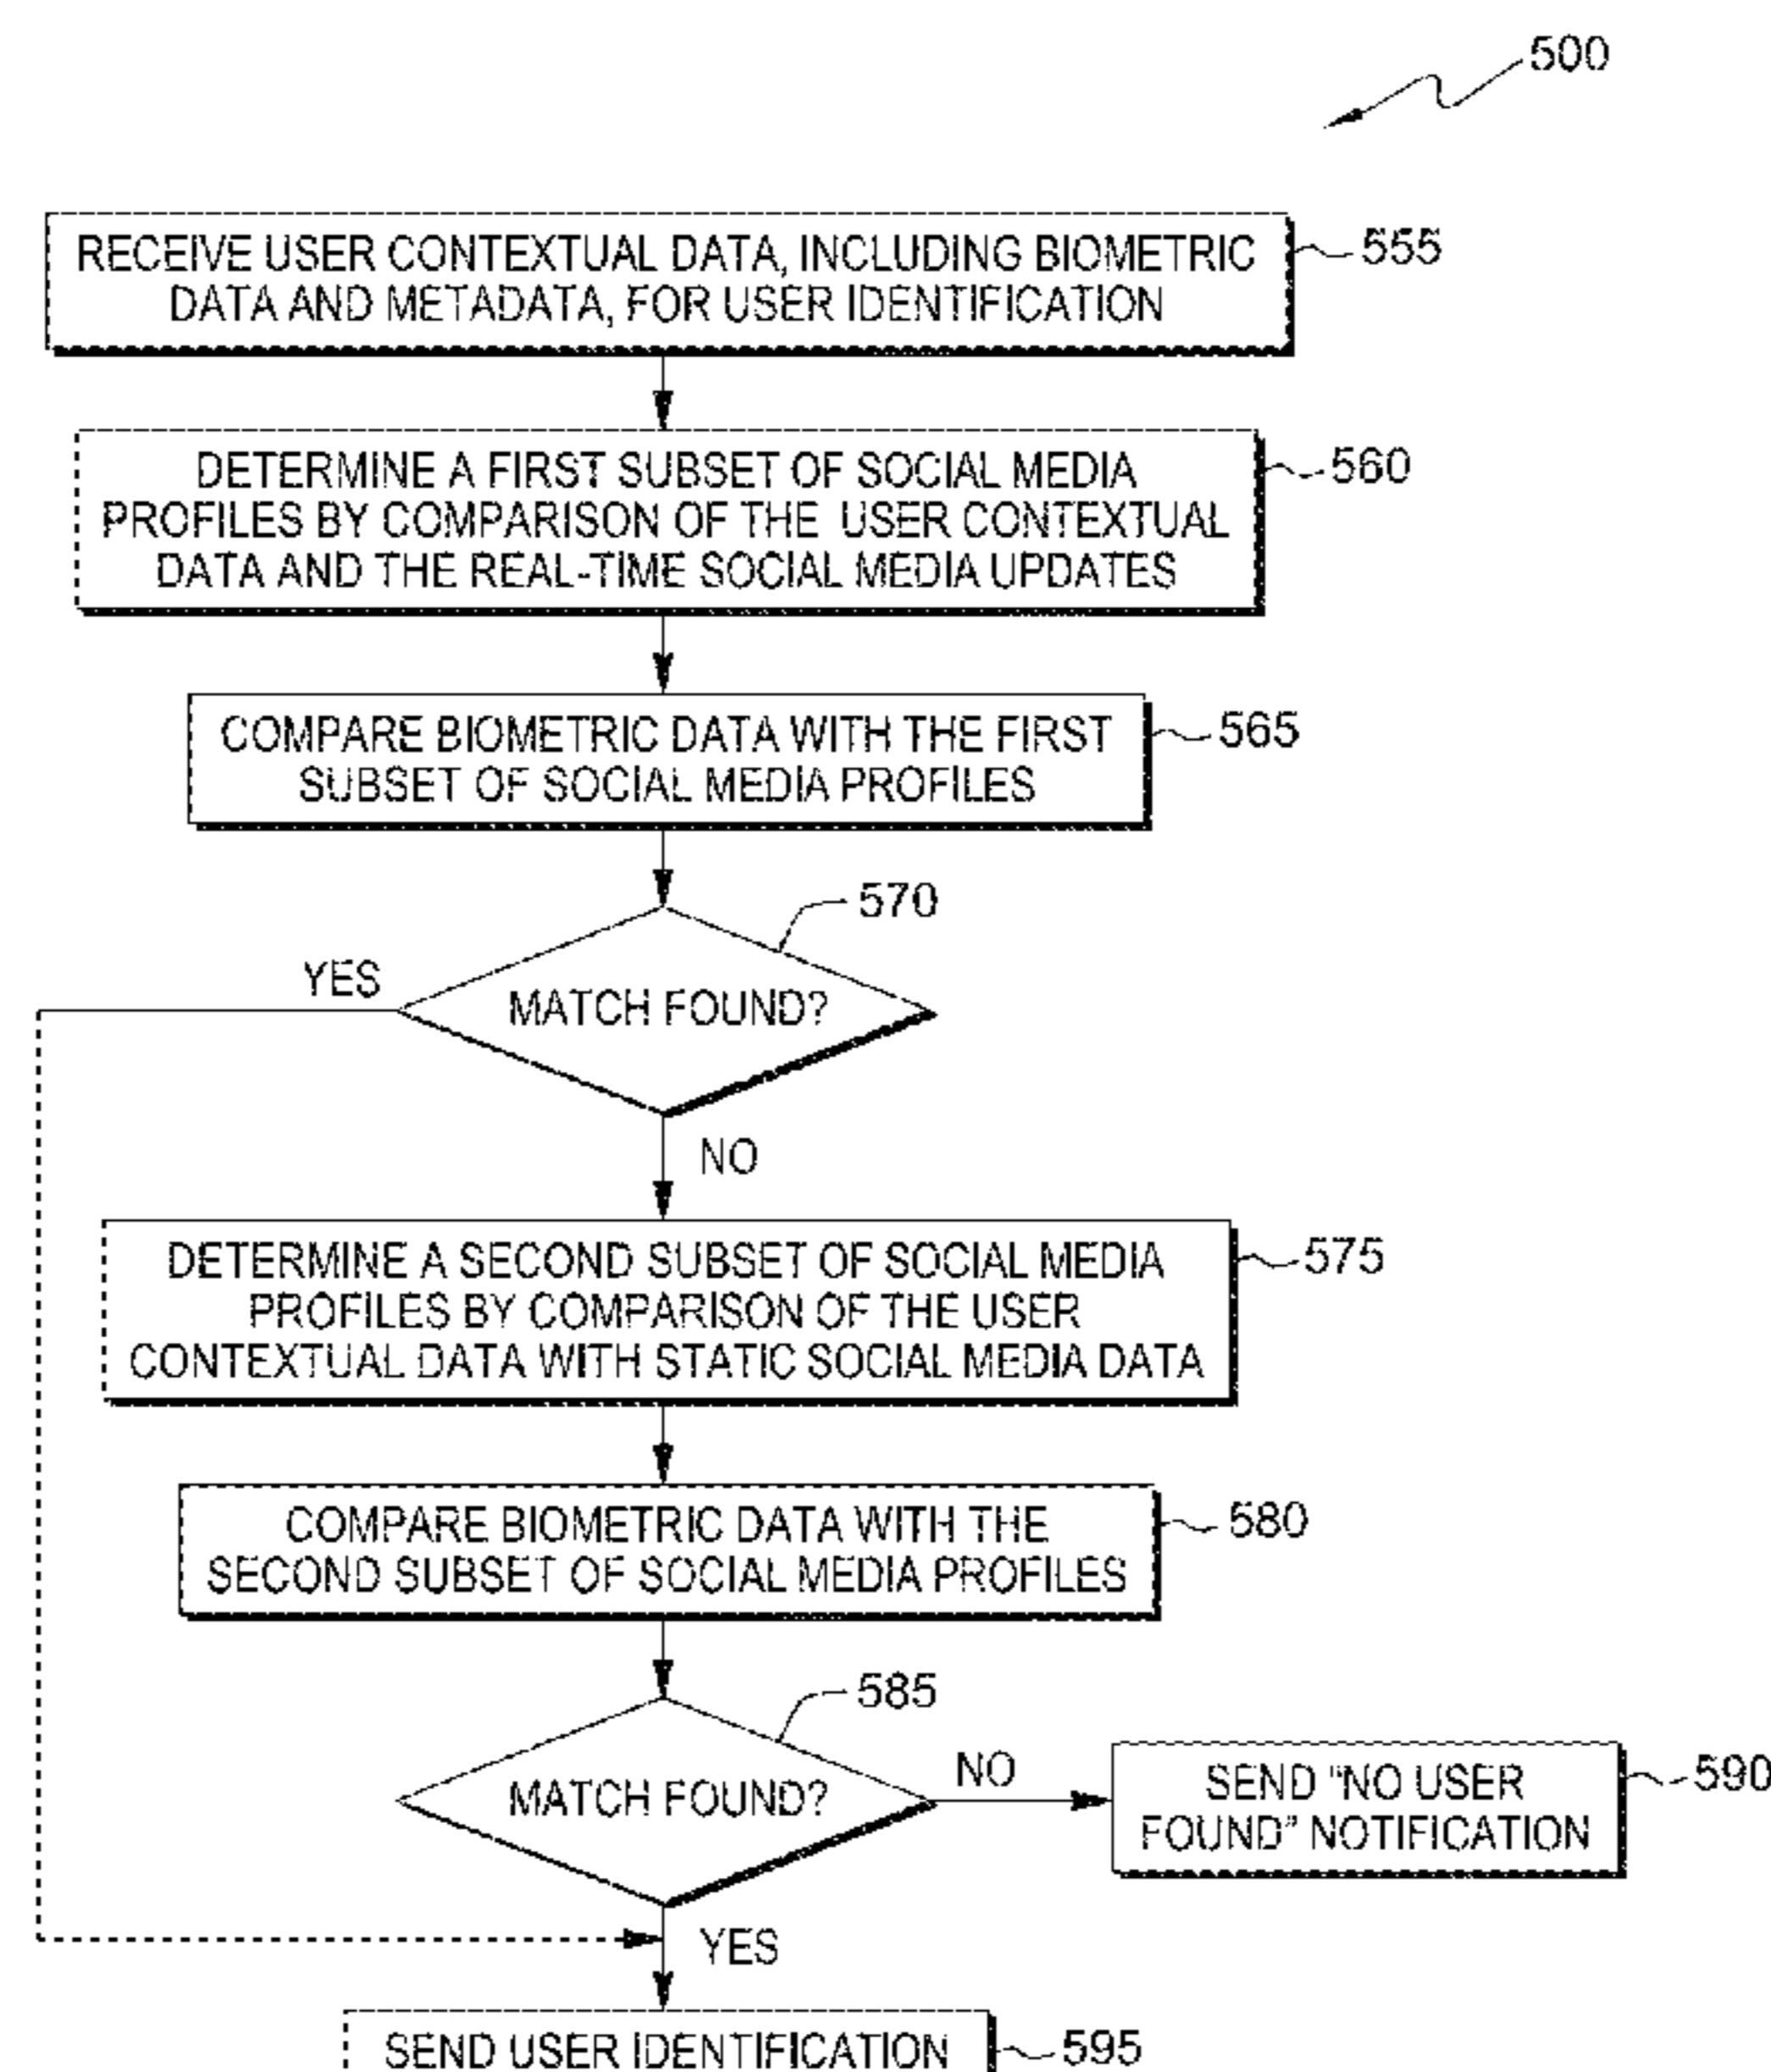 500
RECEIVE USER CONTEXTUAL DATA, INCLUDING BIOMETRIC
DATA AND METADATA, FOR USER IDENTIFICATION
555
DETERMINE A FIRST SUBSET OF SOCIAL MEDIA
PROFILES BY COMPARISON OF THE USER CONTEXTUAL
DATA AND THE REAL-TIME SOCIAL MEDIA UPDATES
560
COMPARE BIOMETRIC DATA WITH THE FIRST
SUBSET OF SOCIAL MEDIA PROFILES
565
570
YES
MATCH FOUND?
NO
DETERMINE A SECOND SUBSET OF SOCIAL MEDIA
PROFILES BY COMPARISON OF THE USER
CONTEXTUAL DATA WITH STATIC SOCIAL MEDIA DATA
575
COMPARE BIOMETRIC DATA WITH THE
SECOND SUBSET OF SOCIAL MEDIA PROFILES
580
585
MATCH FOUND?
NO
SEND "NO USER
FOUND" NOTIFICATION
590
YES
SEND USER IDENTIFICATION
595